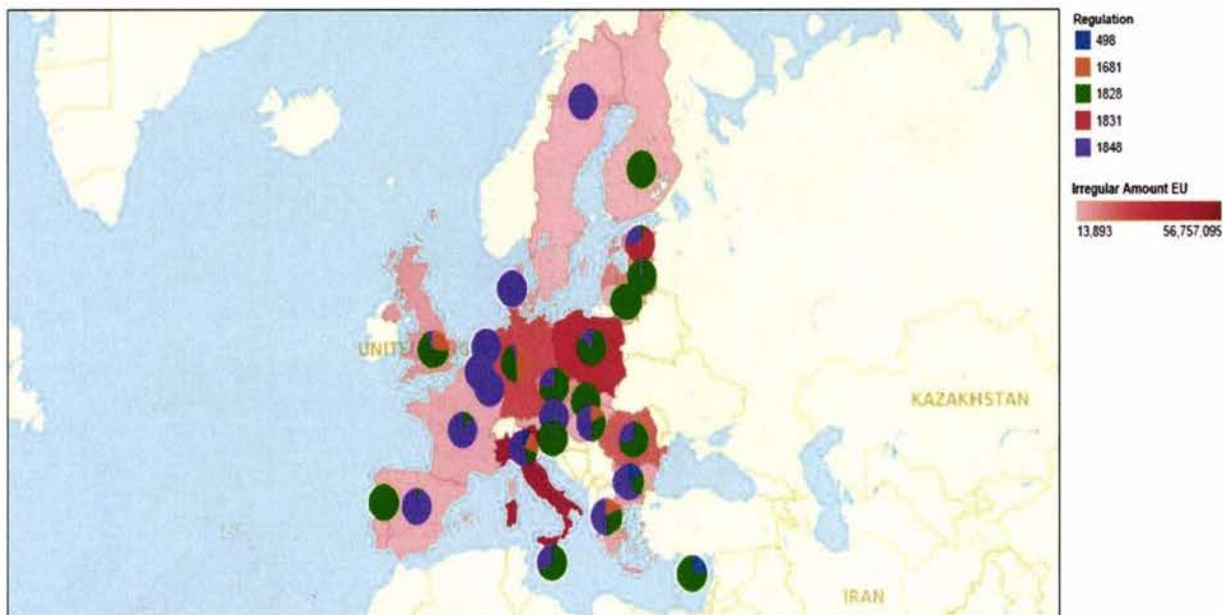 Regulation
498
1681
1828
1831
1848
Irregular Amount EU
13,893 56,757,095
KAZAKHSTAN
IRAN